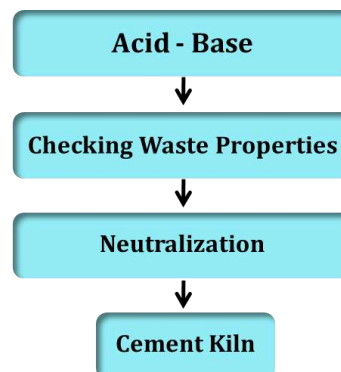 Acid - Base
Checking Waste Properties
Neutralization
Cement Kiln